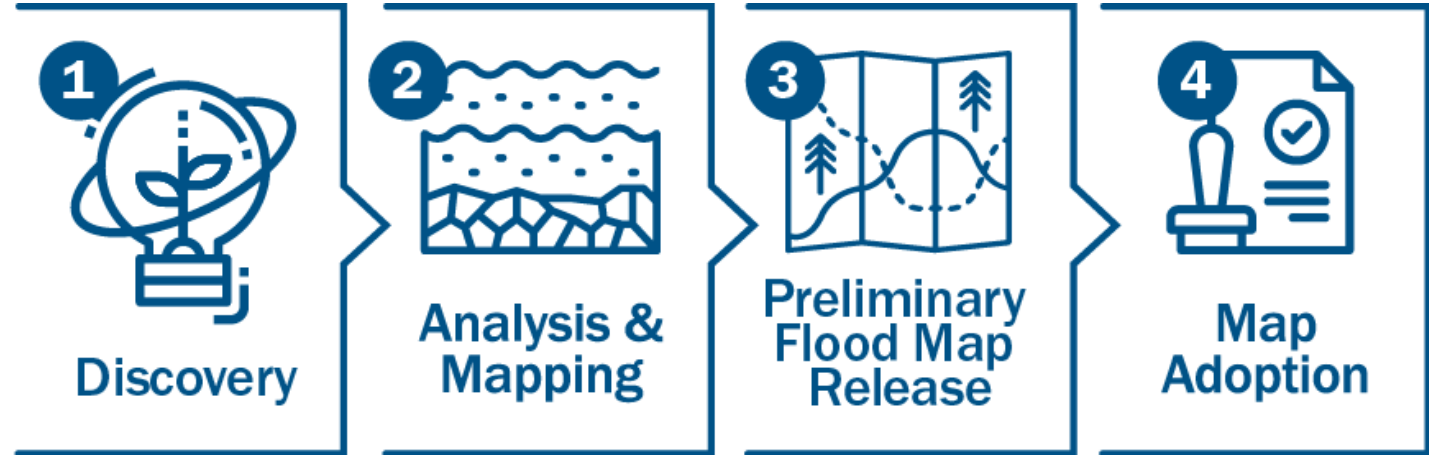 1
Discovery
2
Analysis &
Mapping
3
Preliminary
Flood Map
Release
4
Map
Adoption